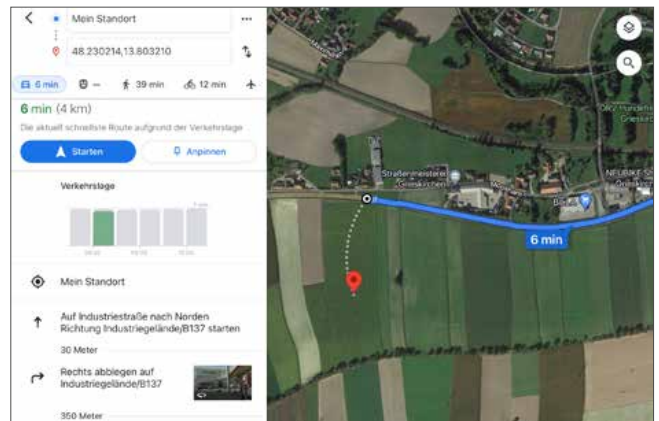 Mein Standort
48.230214,13.803210
6 min
39 min
12 min
6 min (4 km)
Die aktuell schnellste Route aufgrund der Verkehrslage
Starten
Anpinnen
Verkehrslage
Mein Standort
Auf Industriestraße nach Norden
Richtung Industriegelände/B137 starten
30 Meter
Rechts abbiegen auf
Industriegelände/B137
350 Meter
Straßenmeisterei
Grieskirchen
6 min